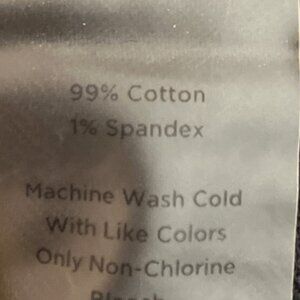 99% Cotton
1% Spandex
Machine Wash Cold
With Like Colors
Only Non-Chlorine